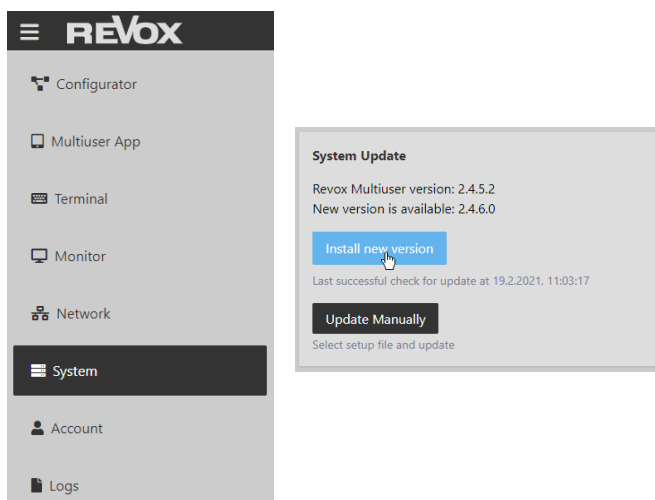 REVOX
Configurator
Multiuser App
Terminal
Monitor
Network
System
Account
Logs
System Update
Revox Multiuser version: 2.4.5.2
New version is available: 2.4.6.0
Install new version
Last successful check for update at 19.2.2021, 11:03:17
Update Manually
Select setup file and update